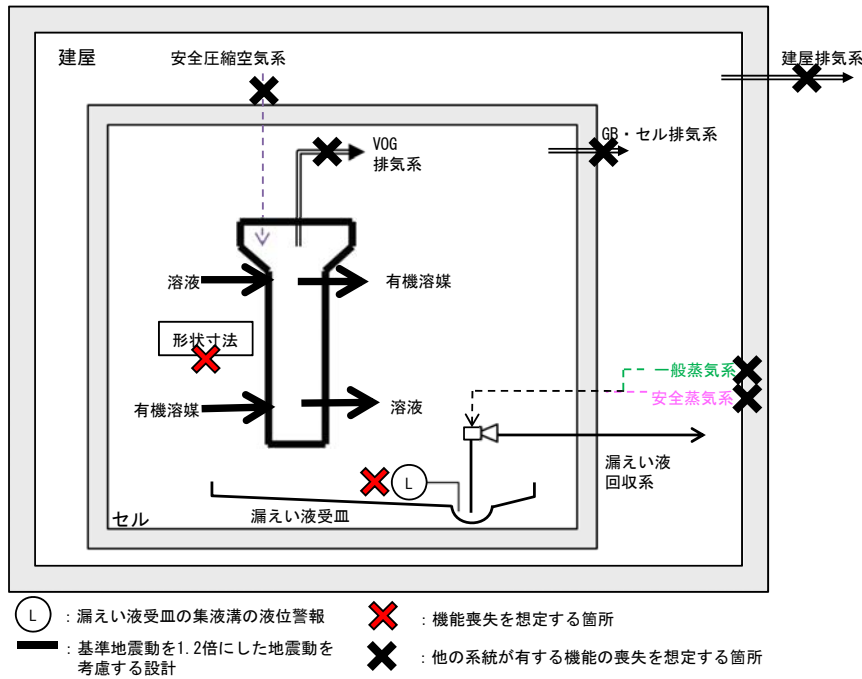 建屋
安全圧縮空気系
建屋排気系
VOG
排気系
GB・セル排気系
溶液
有機溶媒
形状寸法
一般蒸気系
安全蒸気系
有機溶媒
溶液
漏えい液
回収系
L
漏えい液受皿
セル
L
：漏えい液受皿の集液溝の液位警報
：機能喪失を想定する箇所
：基準地震動を1.2倍にした地震動を
考慮する設計
：他の系統が有する機能の喪失を想定する箇所